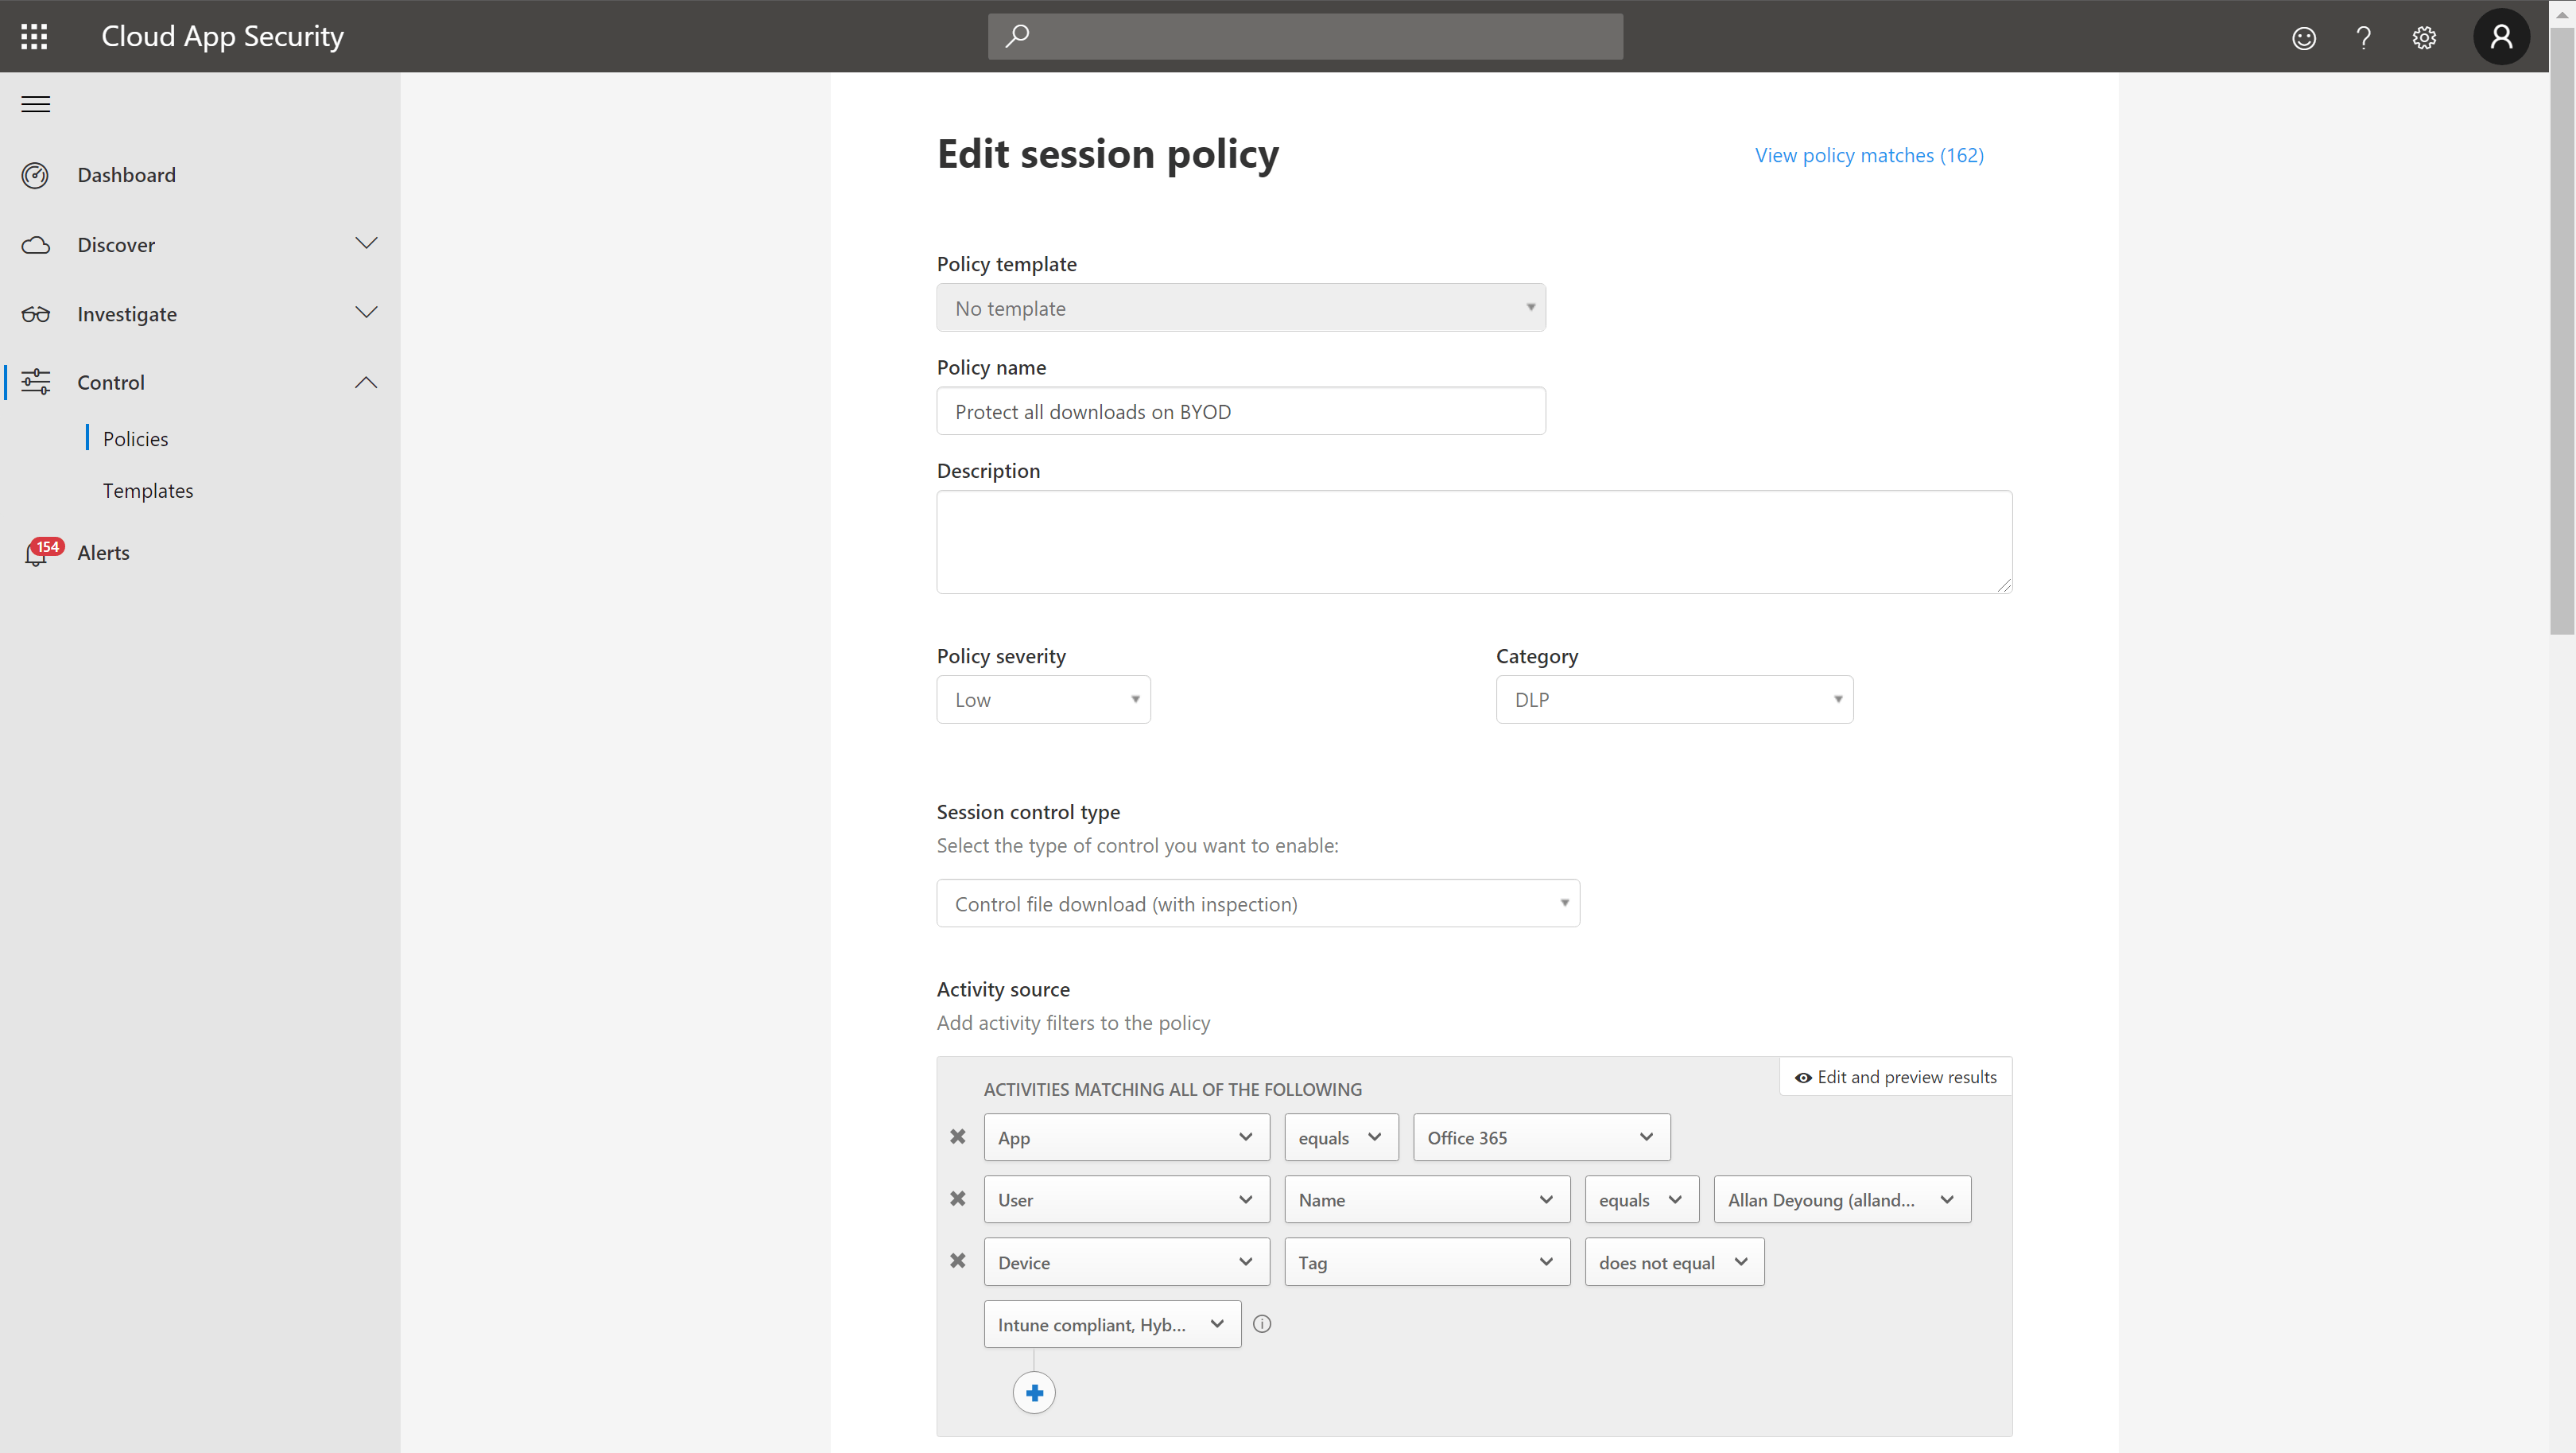 Cloud App Security
Dashboard
Discover
Investigate
Control
Policies
Templates
154
Alerts
Edit session policy
View policy matches (162)
Policy template
No template
Policy name
Protect all downloads on BYOD
Description
Policy severity
Category
Low
DLP
Session control type
Select the type of control you want to enable:
Control file download (with inspection)
Activity source
Add activity filters to the policy
Edit and preview results
ACTIVITIES MATCHING ALL OF THE FOLLOWING
App equals Office 365
User Name equals Allan Deyoung (alland...
Device Tag does not equal
Intune compliant, Hyb...